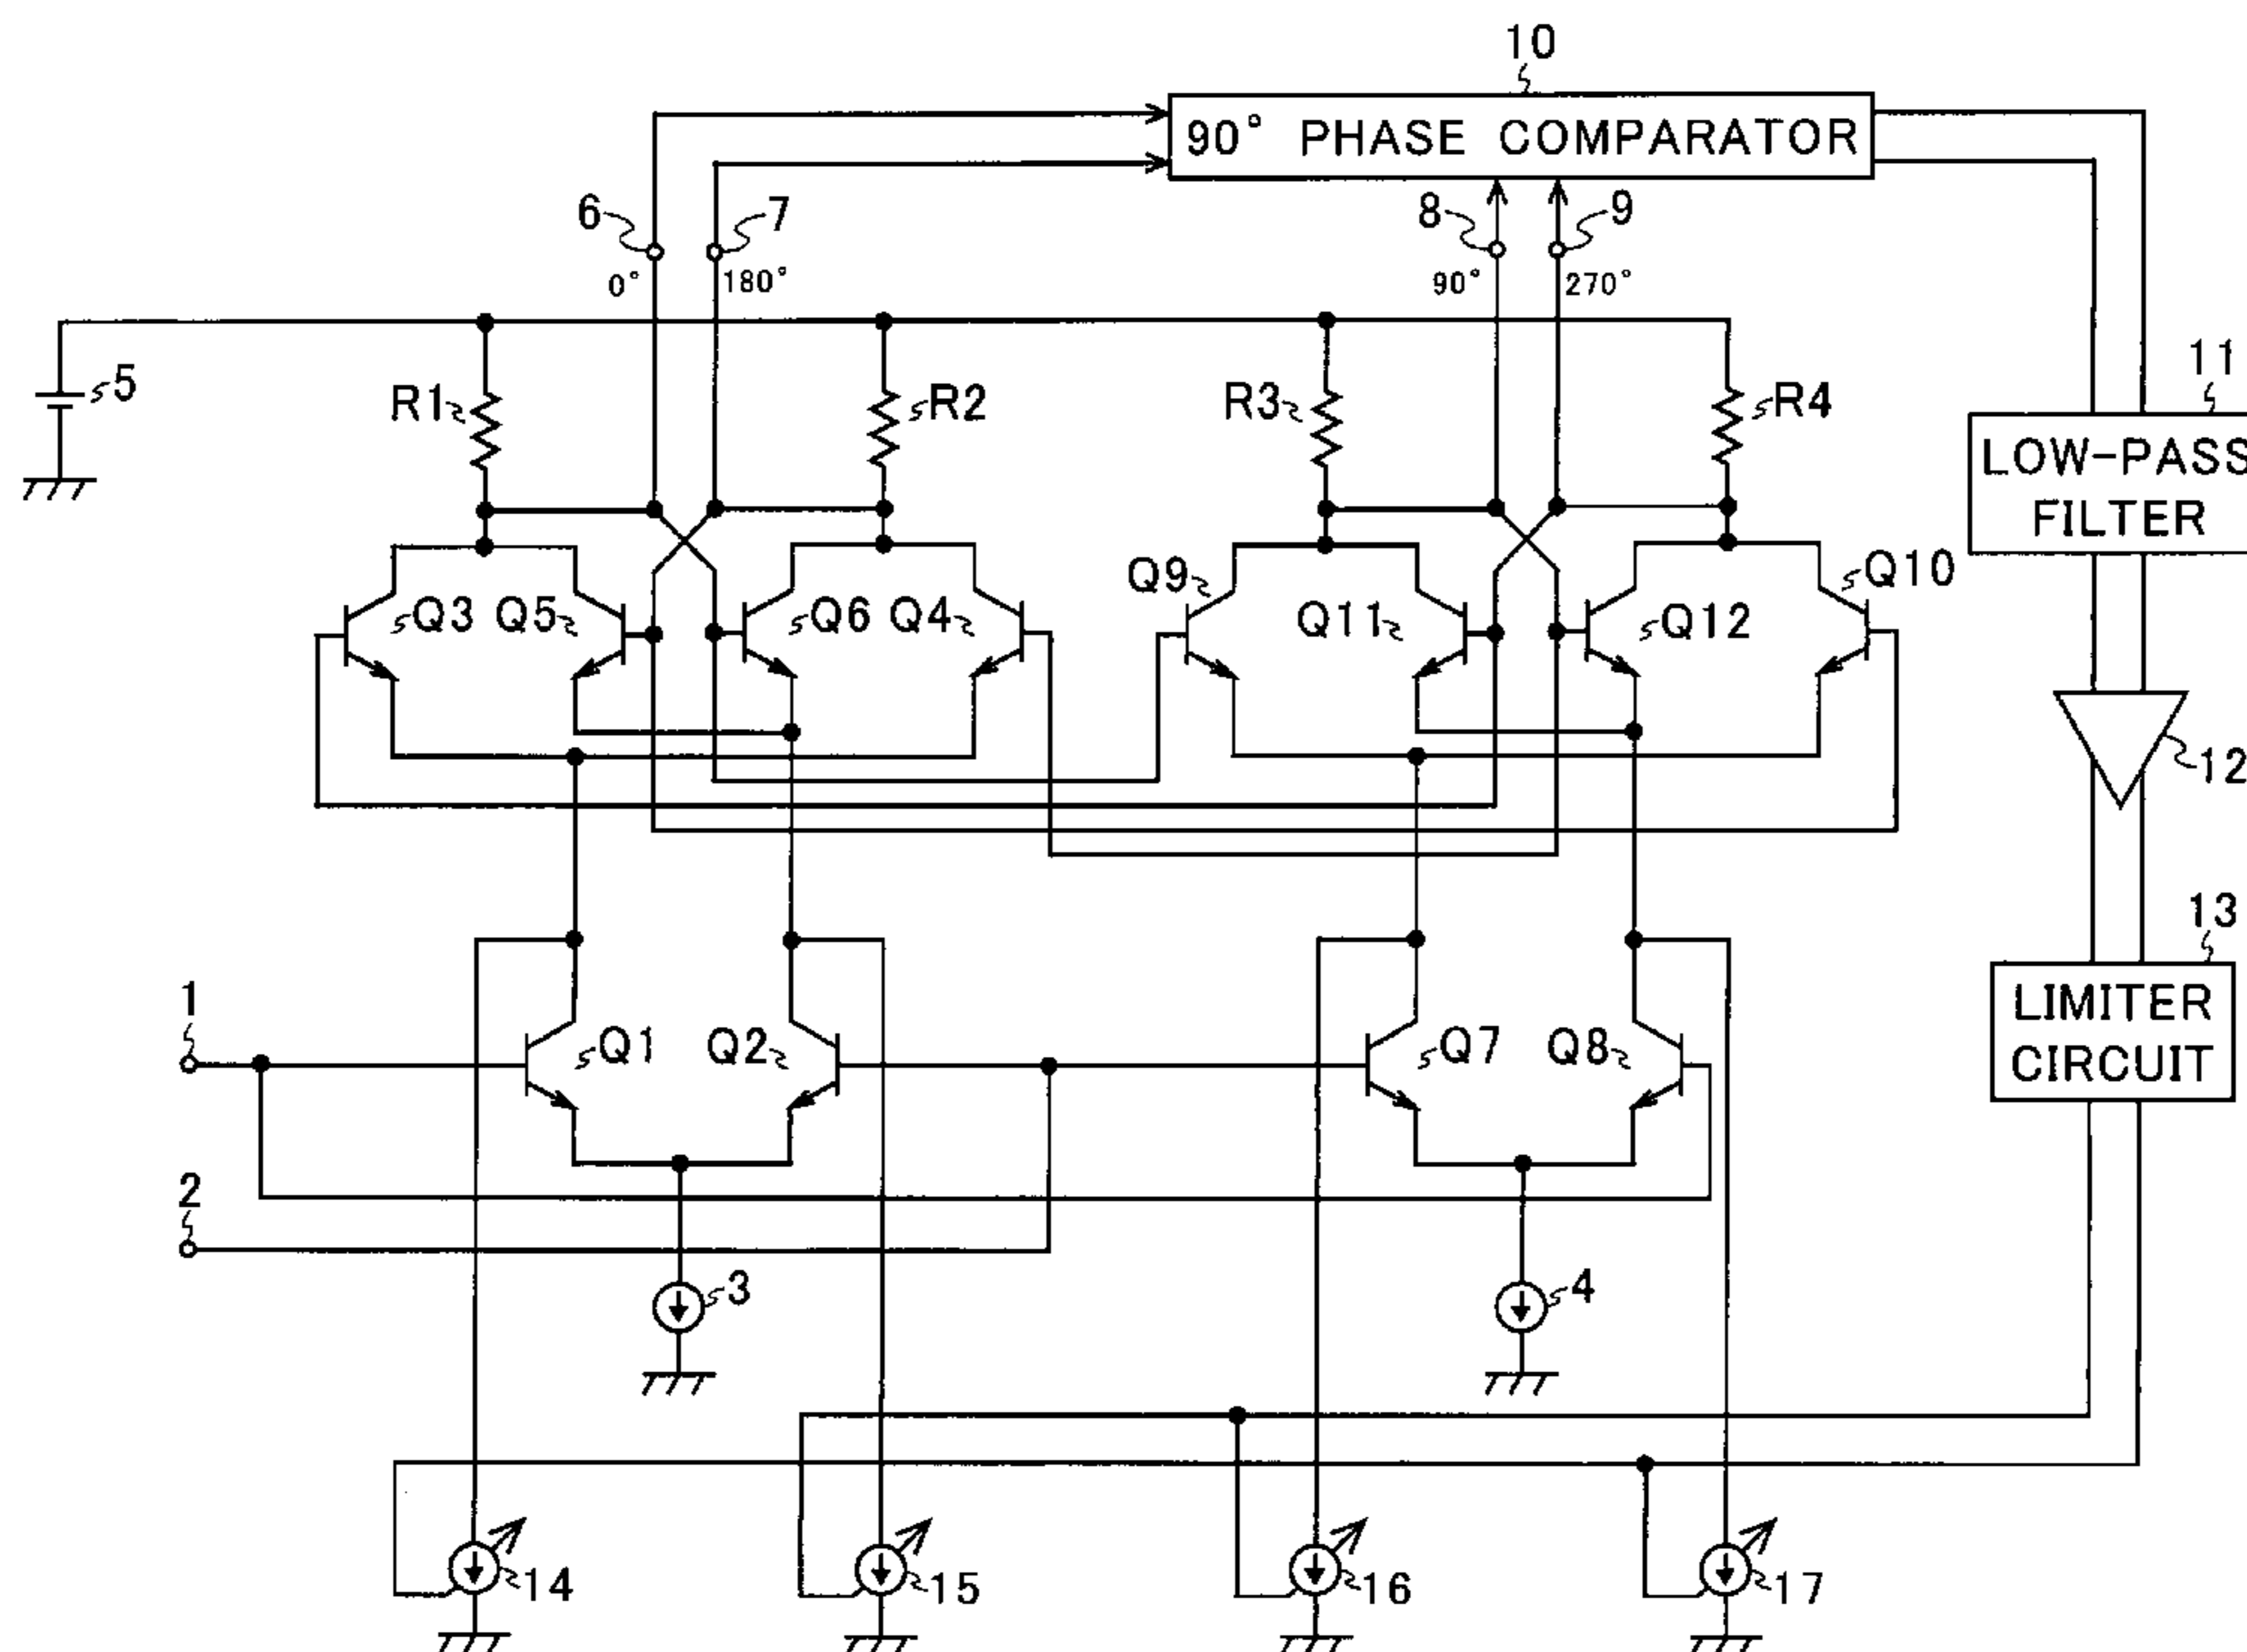 10
90° PHASE COMPARATOR
6
7
8
9
0°
180°
90°
270°
5
R1
R2
R3
R4
11
LOW-PASS
FILTER
Q3
Q5
Q6
Q4
Q9
Q11
Q12
Q10
12
13
LIMITER
CIRCUIT
1
Q1
Q2
Q7
Q8
2
3
4
14
15
16
17